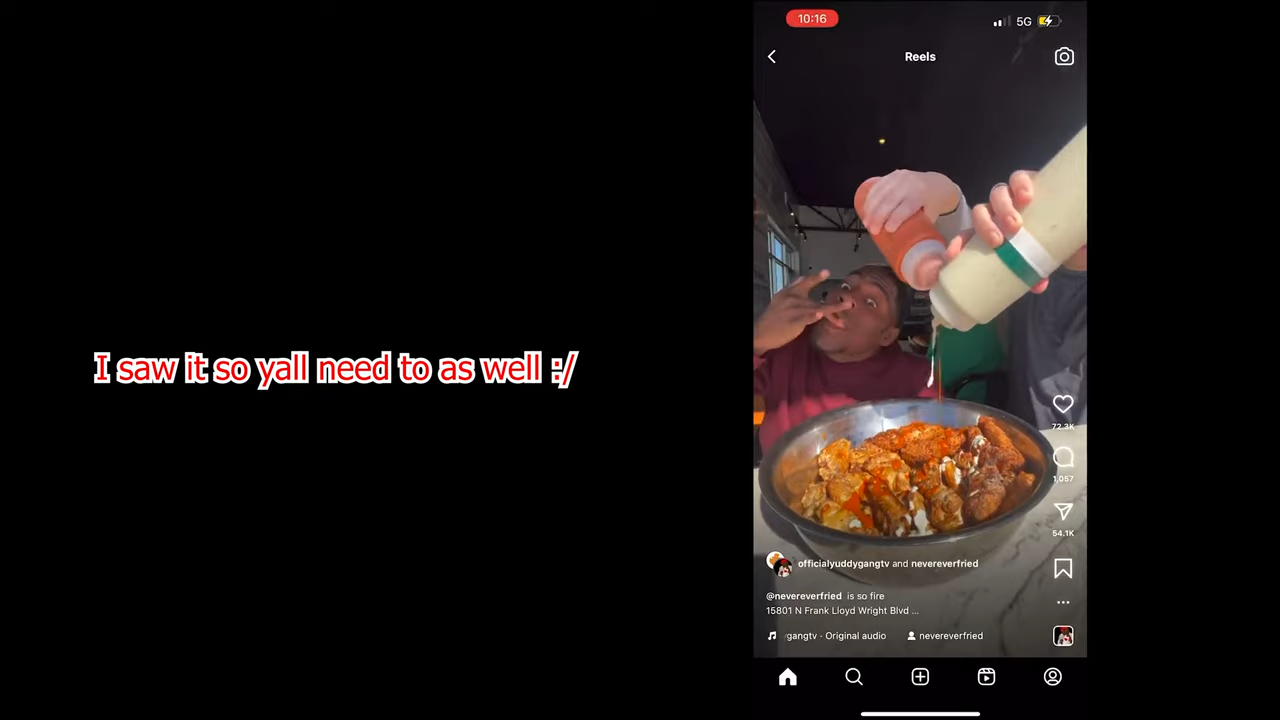 I saw it so yall need to as well :/
10:16
5G
Reels
72.3K
1,057
54.1K
officialyuddygangtv and nevereverfried
@nevereverfried is so fire
15801 N Frank Lloyd Wright Blvd ...
gangtv · Original audio
nevereverfried